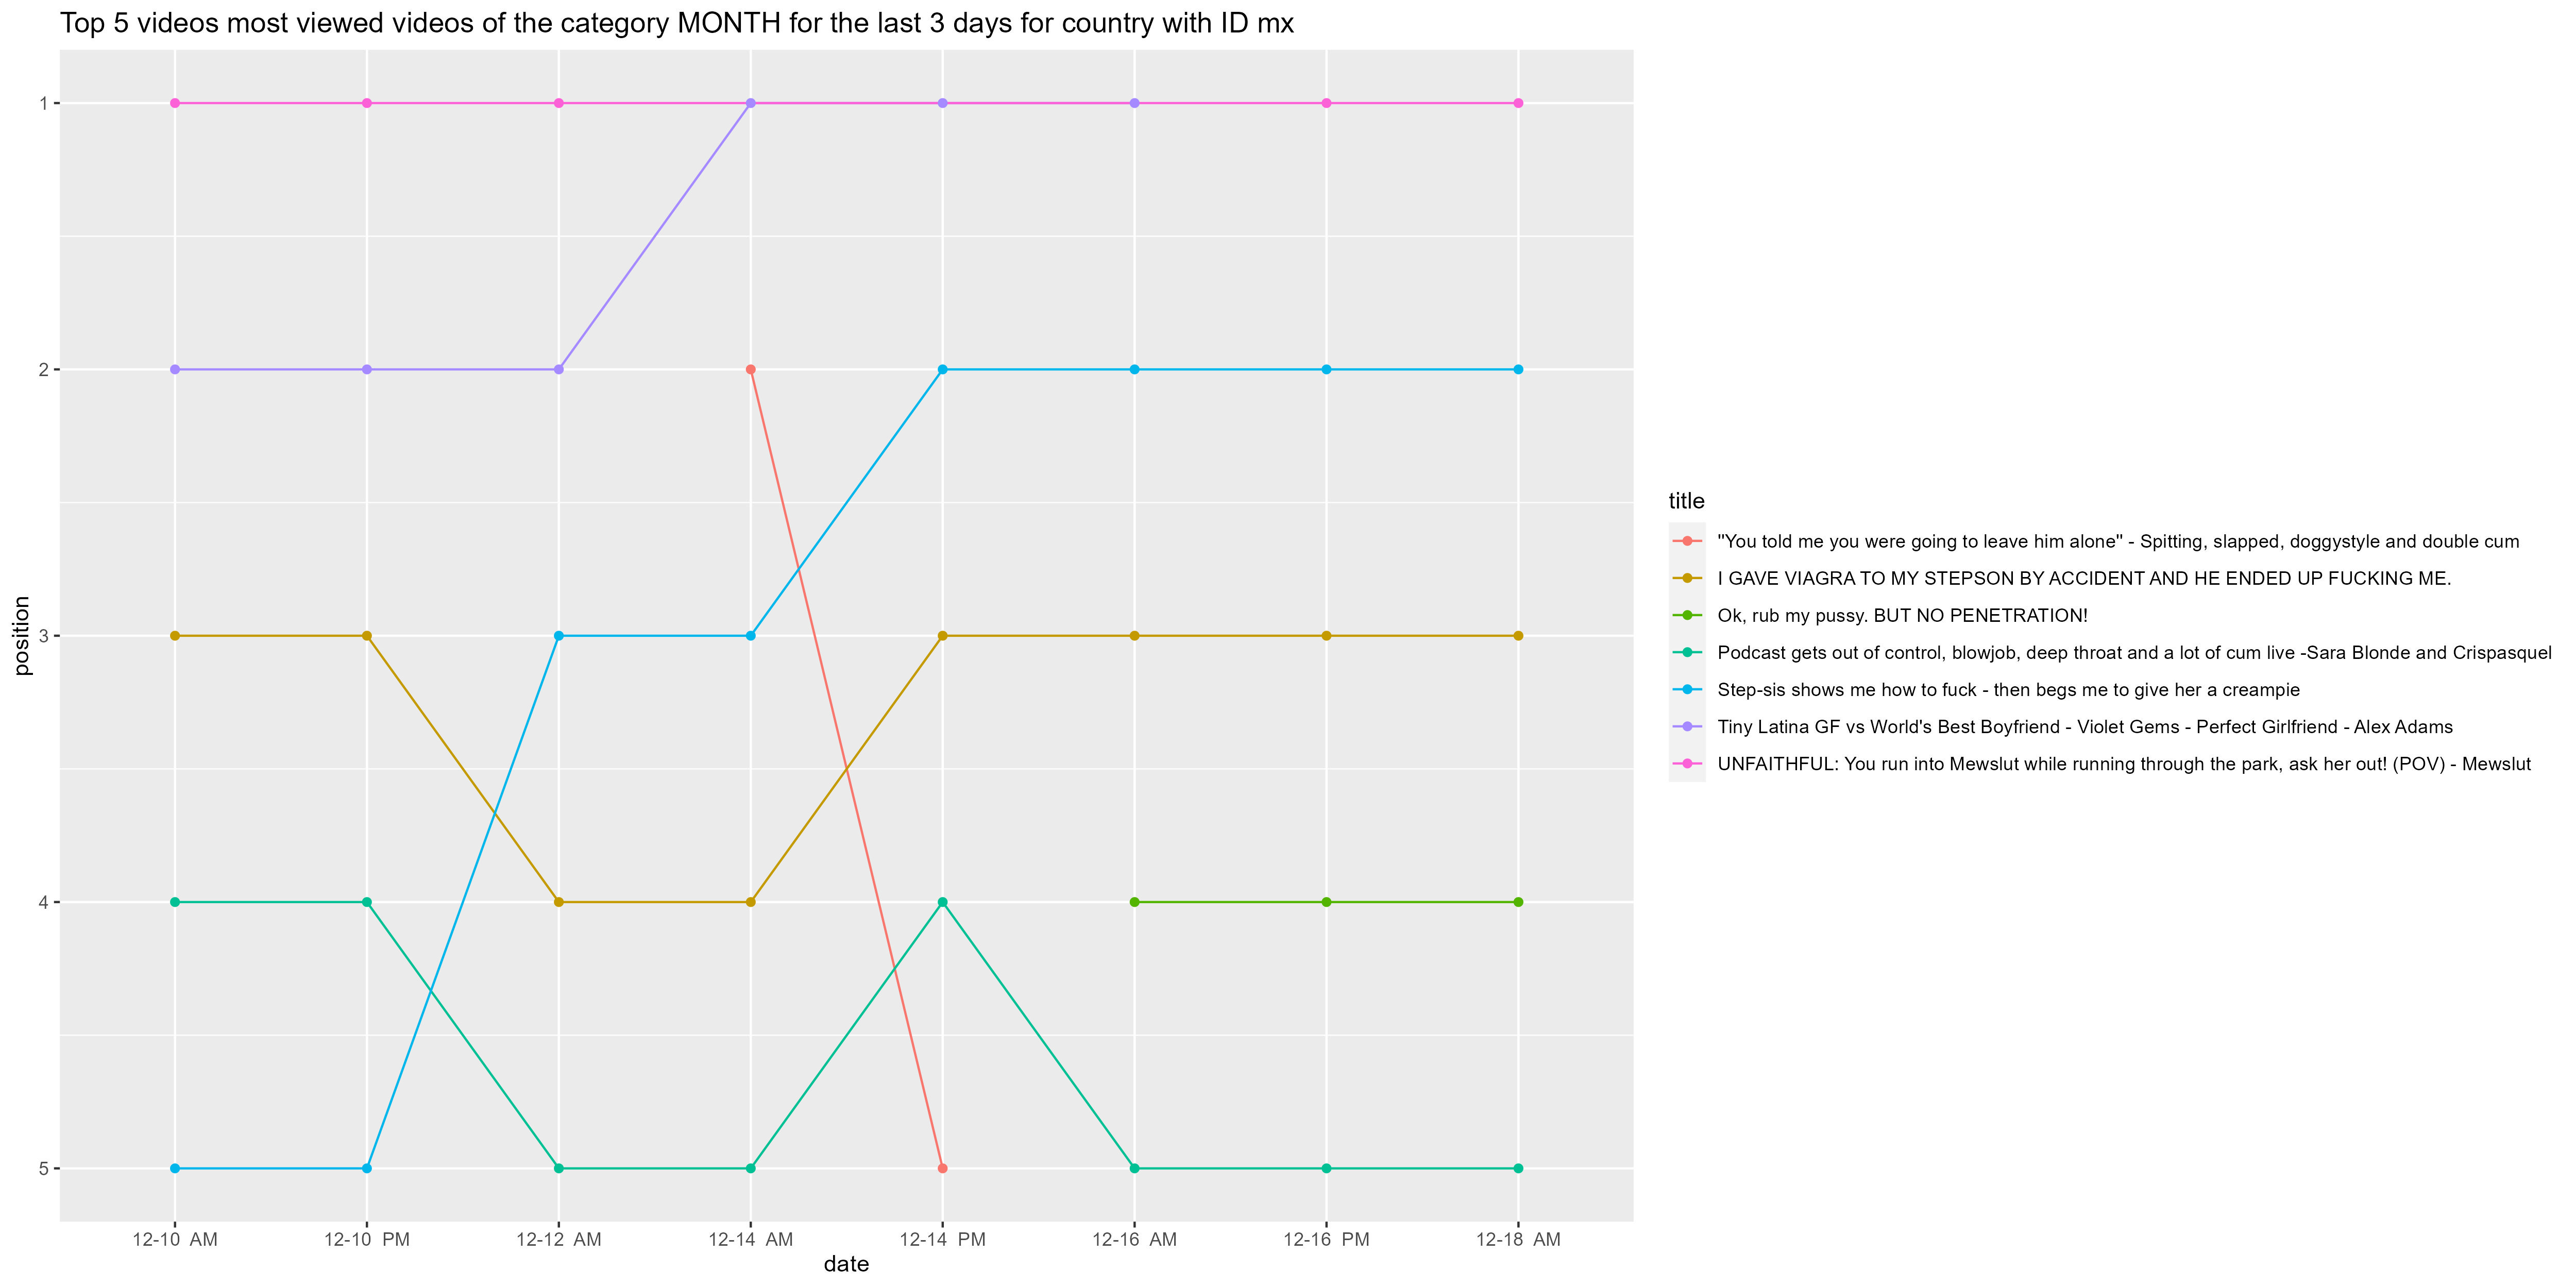 Top 5 videos most viewed videos of the category MONTH for the last 3 days for country with ID mx
position
1
2
3
4
5
12-10 AM
12-10 PM
12-12 AM
12-14 AM
12-14 PM
12-16 AM
12-16 PM
12-18 AM
date
title
"You told me you were going to leave him alone" - Spitting, slapped, doggystyle and double cum
I GAVE VIAGRA TO MY STEPSON BY ACCIDENT AND HE ENDED UP FUCKING ME.
Ok, rub my pussy. BUT NO PENETRATION!
Podcast gets out of control, blowjob, deep throat and a lot of cum live -Sara Blonde and Crispasquel
Step-sis shows me how to fuck - then begs me to give her a creampie
Tiny Latina GF vs World's Best Boyfriend - Violet Gems - Perfect Girlfriend - Alex Adams
UNFAITHFUL: You run into Mewslut while running through the park, ask her out! (POV) - Mewslut